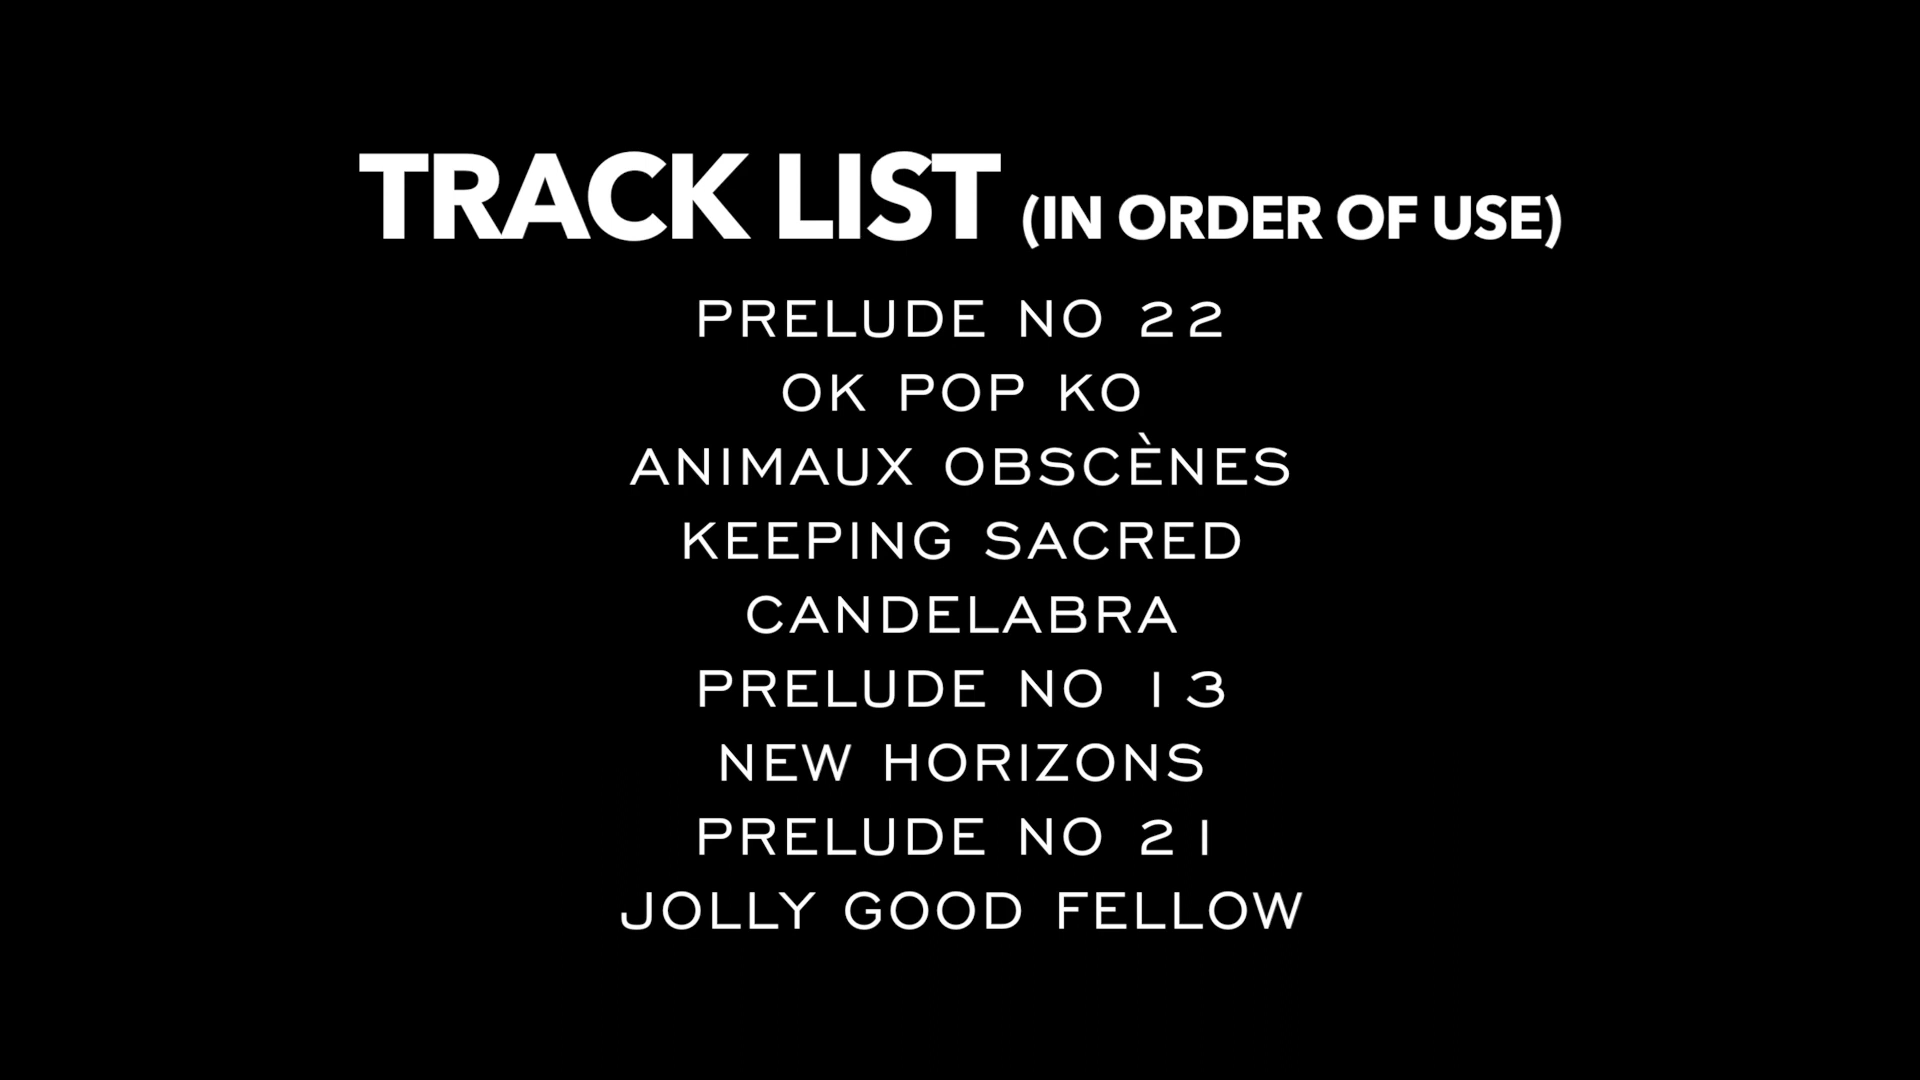 TRACK LIST (IN ORDER OF USE)
PRELUDE NO 22
OK POP KO
ANIMAUX OBSCÈNES
KEEPING SACRED
CANDELABRA
PRELUDE NO 13
NEW HORIZONS
PRELUDE NO 21
JOLLY GOOD FELLOW